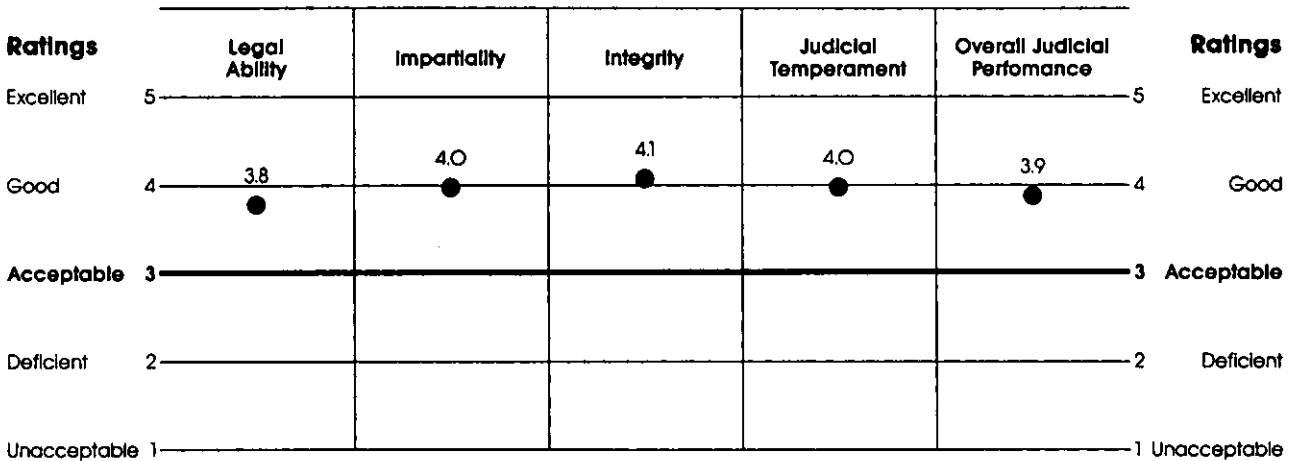 Ratings Legal Ability Impartiality Integrity Judicial Temperament Overall Judicial Perfomance Ratings
Excellent 5 5 Excellent
4.0 4.1 4.0
3.8 3.9
Good 4 4 Good
Acceptable 3 3 Acceptable
Deficient 2 2 Deficient
Unacceptable 1 1 Unacceptable